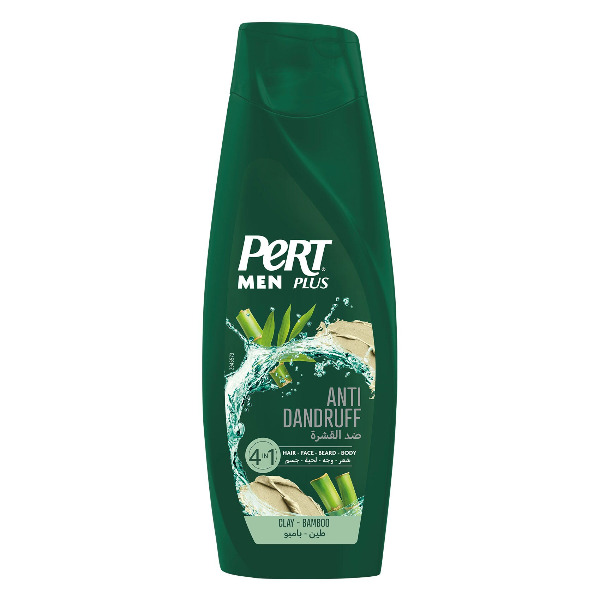 PERT®
MEN PLUS
ANTI
DANDRUFF
ضد القشرة
4 IN 1
HAIR - FACE - BEARD - BODY
شعر - وجه - لحية - جسم
CLAY - BAMBOO
طين - بامبو